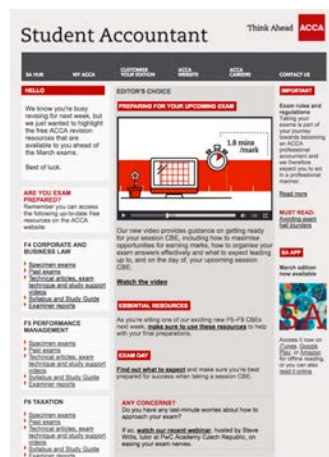 Student Accountant
Think Ahead ACCA
SA HUB
MY ACCA
CUSTOMISE
YOUR EDITION
ACCA
WEBSITE
ACCA
CAREERS
CONTACT US
HELLO
We know you're busy
revising for next week, but
we just wanted to highlight
the free ACCA revision
resources that are
available to you ahead of
the March exams.
Best of luck.
ARE YOU EXAM
PREPARED?
Remember you can access
the following up-to-date free
resources on the ACCA
website
F4 CORPORATE AND
BUSINESS LAW
Specimen exams
Past exams
Technical articles, exam
technique and study support
videos
Syllabus and Study Guide
Examiner reports
F5 PERFORMANCE
MANAGEMENT
Specimen exams
Past exams
Technical articles, exam
technique and study support
videos
Syllabus and Study Guide
Examiner reports
F6 TAXATION
Specimen exams
Past exams
Technical articles, exam
technique and study support
videos
Syllabus and Study Guide
Examiner reports
EDITOR'S CHOICE
PREPARING FOR YOUR UPCOMING EXAM
1.8 mins
/mark
Our new video provides guidance on getting ready
for your session CBE, including how to maximise
opportunities for earning marks, how to organise your
exam answers effectively and what to expect leading
up to, and on the day of, your upcoming session
CBE.
Watch the video
ESSENTIAL RESOURCES
As you're sitting one of our exciting new F5-F9 CBEs
next week, make sure to use these resources to help
with your final preparations.
EXAM DAY
Find out what to expect and make sure you're best
prepared for success when taking a session CBE.
ANY CONCERNS?
Do you have any last-minute worries about how to
approach your exam?
If so, watch our recent webinar, hosted by Steve
Willis, tutor at PwC Academy Czech Republic, on
easing your exam nerves.
IMPORTANT
Exam rules and
regulations
Taking your
exams is part of
your journey
towards becoming
an ACCA
professional
accountant and
we therefore
expect you to act
in a professional
manner.
Read more
MUST READ:
Avoiding exam
hall blunders
SA APP
March edition
now available
SA
Access it now on
iTunes, Google
Play, or Amazon
for offline reading,
or you can also
read it online